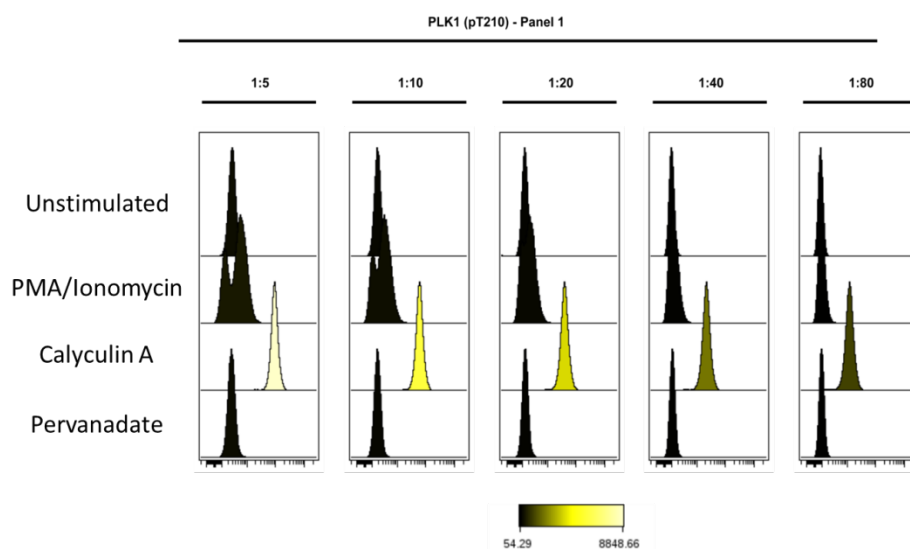 PLK1 (pT210) - Panel 1
1:5 1:10 1:20 1:40 1:80
Unstimulated
PMA/Ionomycin
Calyculin A
Pervanadate
54.29 8848.66